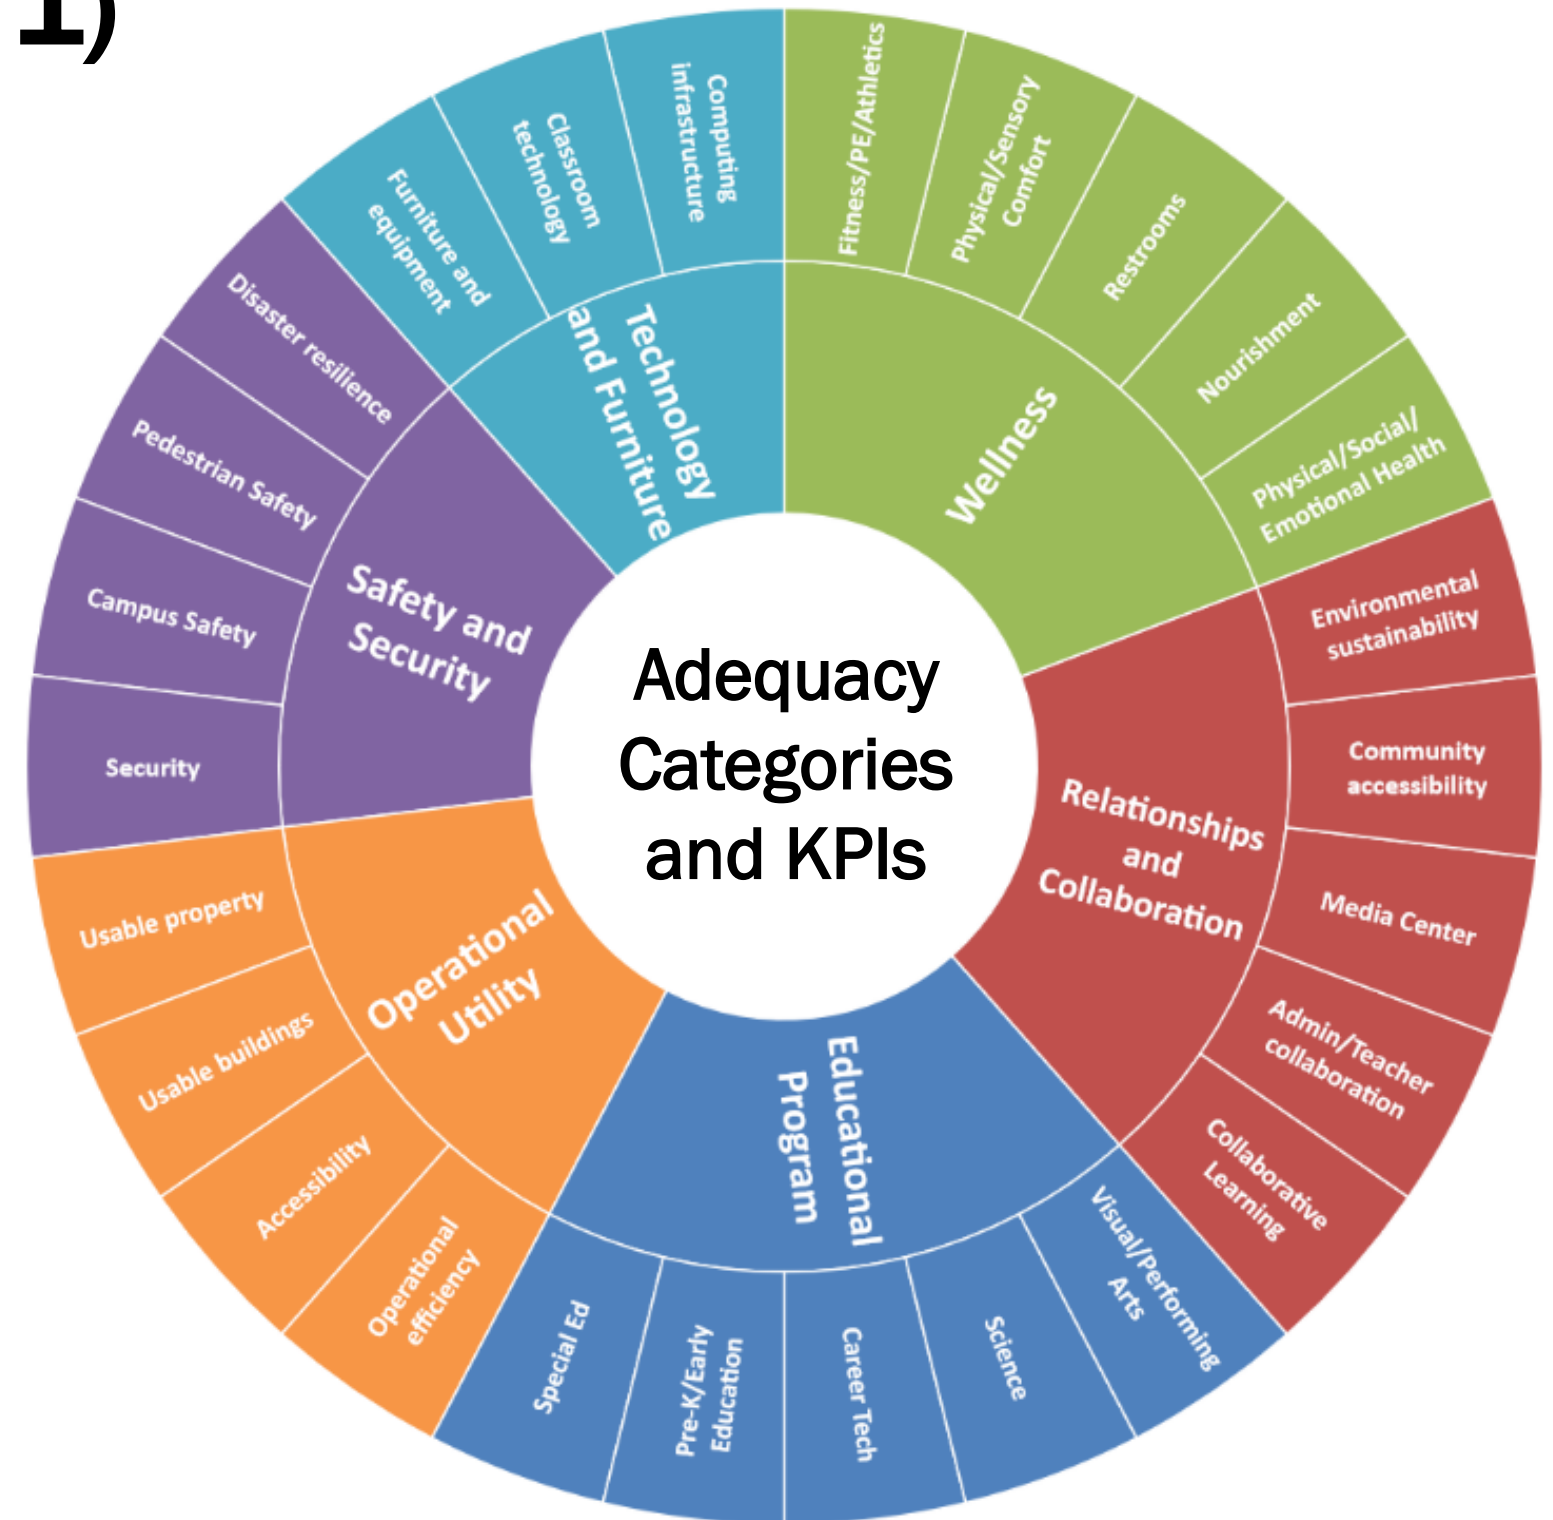 1)
Adequacy
Categories
and KPIs
Wellness
Fitness/PE/Athletics
Physical/Sensory
Comfort
Restrooms
Nourishment
Physical/Social/
Emotional Health
Relationships
and
Collaboration
Environmental
sustainability
Community
accessibility
Media Center
Admin/Teacher
collaboration
Collaborative
Learning
Educational
Program
Visual/Performing
Arts
Science
Career Tech
Pre-K/Early
Education
Special Ed
Operational
Utility
Operational
efficiency
Accessibility
Usable buildings
Usable property
Safety and
Security
Security
Campus Safety
Pedestrian Safety
Disaster resilience
Technology
and Furniture
Furniture and
equipment
Classroom
technology
Computing
infrastructure